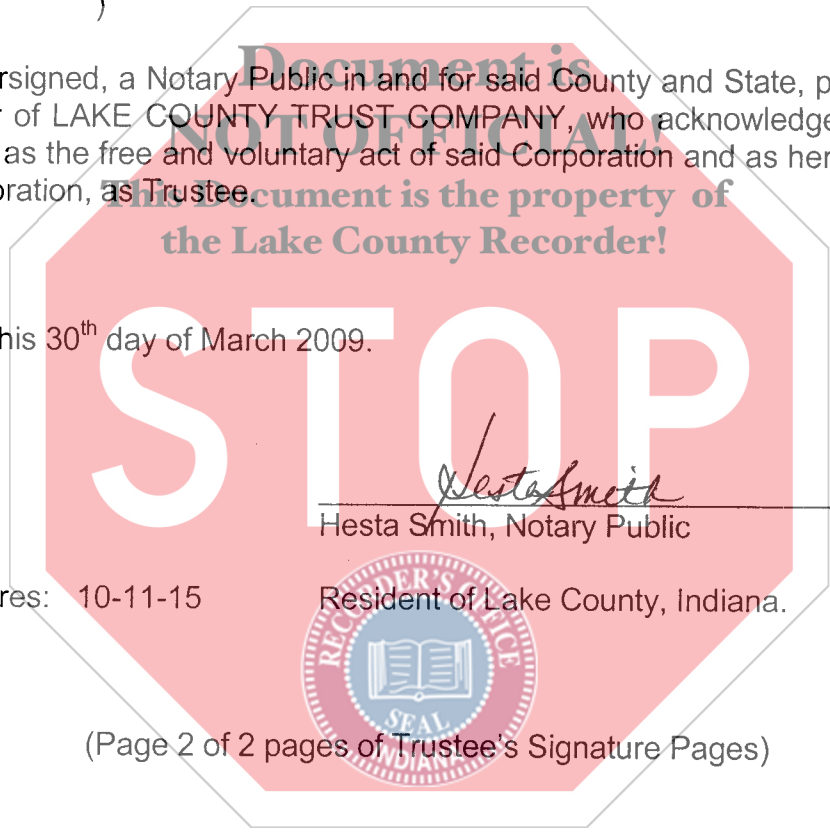 )
Document is
rsigned, a Notary Public in and for said County and State, p
r of LAKE COUNTY TRUST COMPANY, who acknowledge
NOT OFFICIAL!
as the free and voluntary act of said Corporation and as her
oration, as Trustee.
This Document is the property of
the Lake County Recorder!
his 30th day of March 2009.
STOP
Hesta Smith
Hesta Smith, Notary Public
res: 10-11-15 Resident of Lake County, Indiana.
RECORDER'S OFFICE
SEAL
INDIANA
(Page 2 of 2 pages of Trustee's Signature Pages)